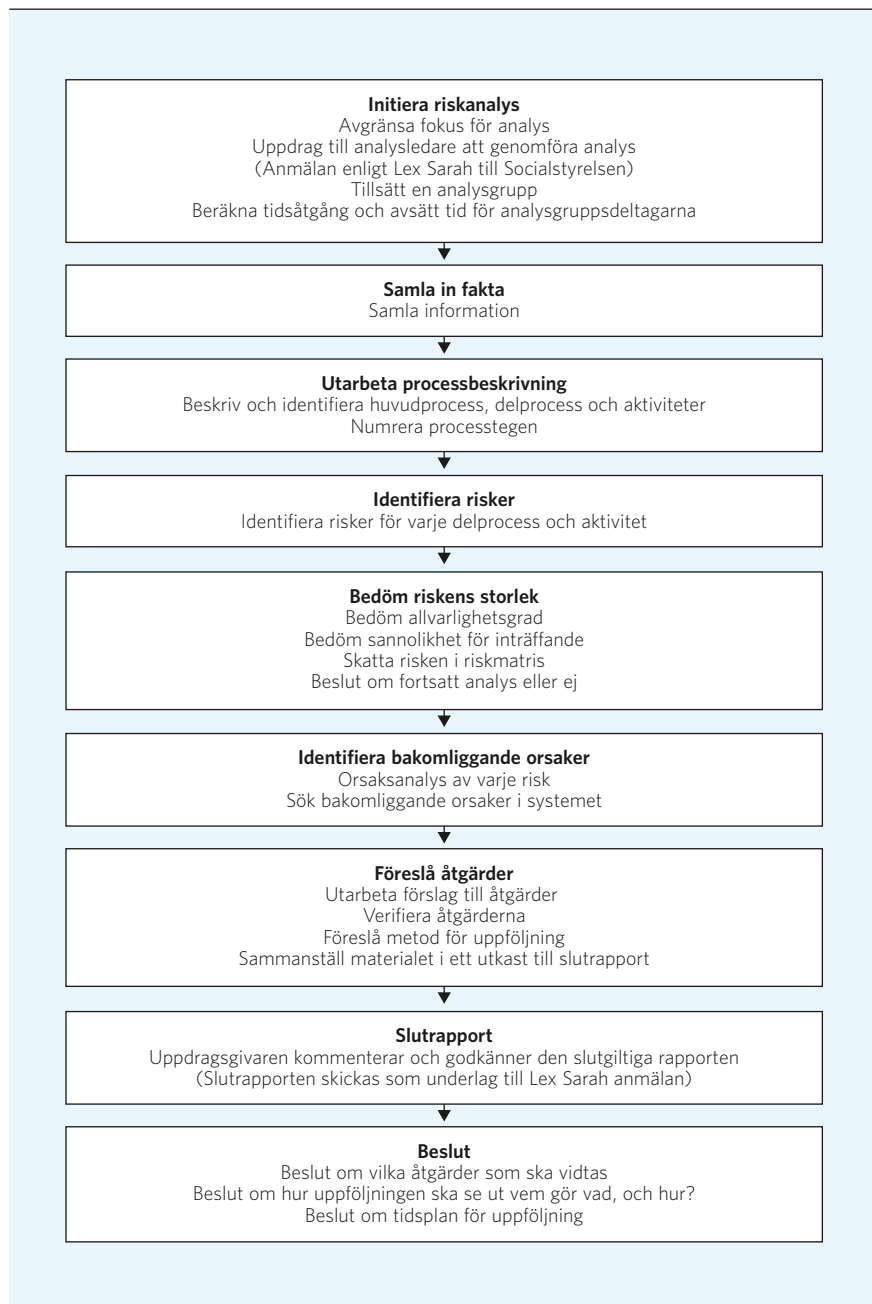 Initiera riskanalys
Avgränsa fokus för analys
Uppdrag till analysledare att genomföra analys
(Anmälan enligt Lex Sarah till Socialstyrelsen)
Tillsätt en analysgrupp
Beräkna tidsåtgång och avsätt tid för analysgruppsdeltagarna
Samla in fakta
Samla information
Utarbeta processbeskrivning
Beskriv och identifiera huvudprocess, delprocess och aktiviteter
Numrera processtegen
Identifiera risker
Identifiera risker för varje delprocess och aktivitet
Bedöm riskens storlek
Bedöm allvarlighetsgrad
Bedöm sannolikhet för inträffande
Skatta risken i riskmatris
Beslut om fortsatt analys eller ej
Identifiera bakomliggande orsaker
Orsaksanalys av varje risk
Sök bakomliggande orsaker i systemet
Föreslå åtgärder
Utarbeta förslag till åtgärder
Verifiera åtgärderna
Föreslå metod för uppföljning
Sammanställ materialet i ett utkast till slutrapport
Slutrapport
Uppdragsgivaren kommenterar och godkänner den slutgiltiga rapporten
(Slutrapporten skickas som underlag till Lex Sarah anmälan)
Beslut
Beslut om vilka åtgärder som ska vidtas
Beslut om hur uppföljningen ska se ut vem gör vad, och hur?
Beslut om tidsplan för uppföljning